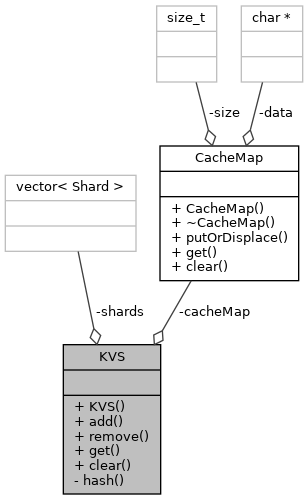 size_t
char *
-size
-data
CacheMap
+ CacheMap()
+ ~CacheMap()
+ putOrDisplace()
+ get()
+ clear()
vector< Shard >
-shards
-cacheMap
KVS
+ KVS()
+ add()
+ remove()
+ get()
+ clear()
- hash()